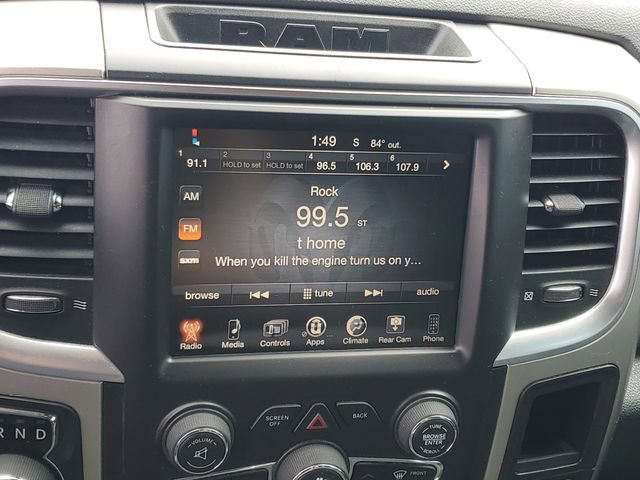 RAM
1:49 S 84° out.
1 91.1 2 HOLD to set 3 HOLD to set 4 96.5 5 106.3 6 107.9 >
AM
FM
SXM
Rock
99.5 ST
t home
When you kill the engine turn us on y...
browse tune audio
Radio Media Controls Apps Climate Rear Cam Phone
R N D
VOLUME
SCREEN OFF
BACK
TUNE
BROWSE ENTER
SCROLL
FRONT